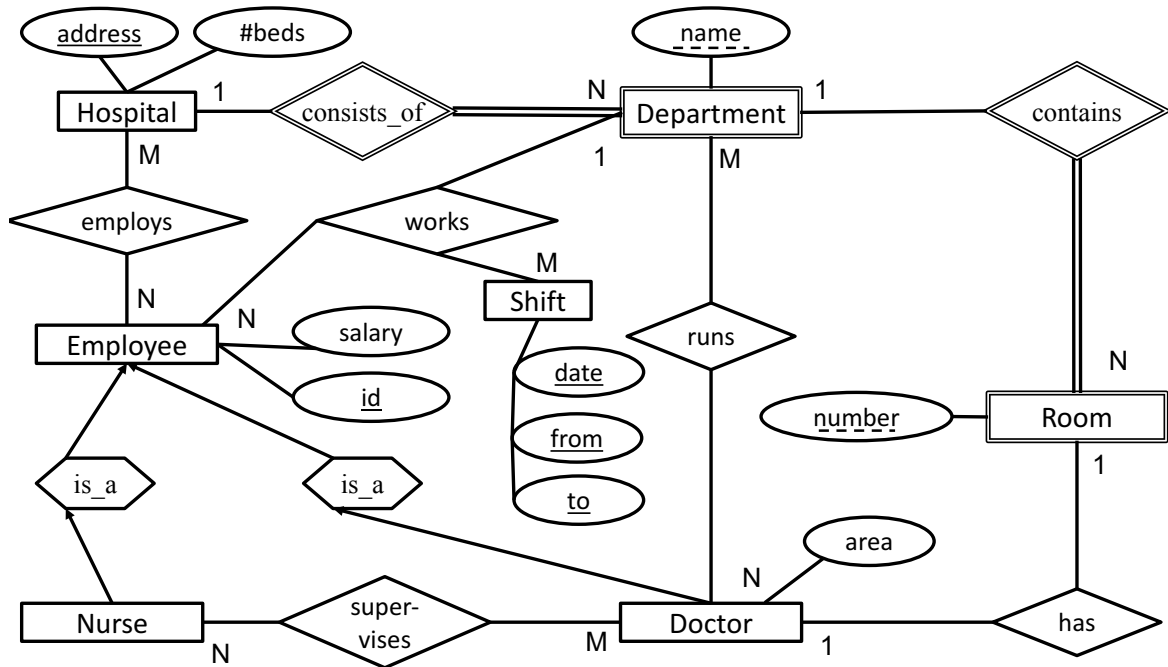 address
#beds
name
Hospital
1
consists_of
N
Department
1
contains
M
1
M
employs
works
N
M
Shift
runs
Employee
N
salary
id
date
from
to
N
number
Room
1
is_a
is_a
area
N
Nurse
N
super-
vises
M
Doctor
1
has